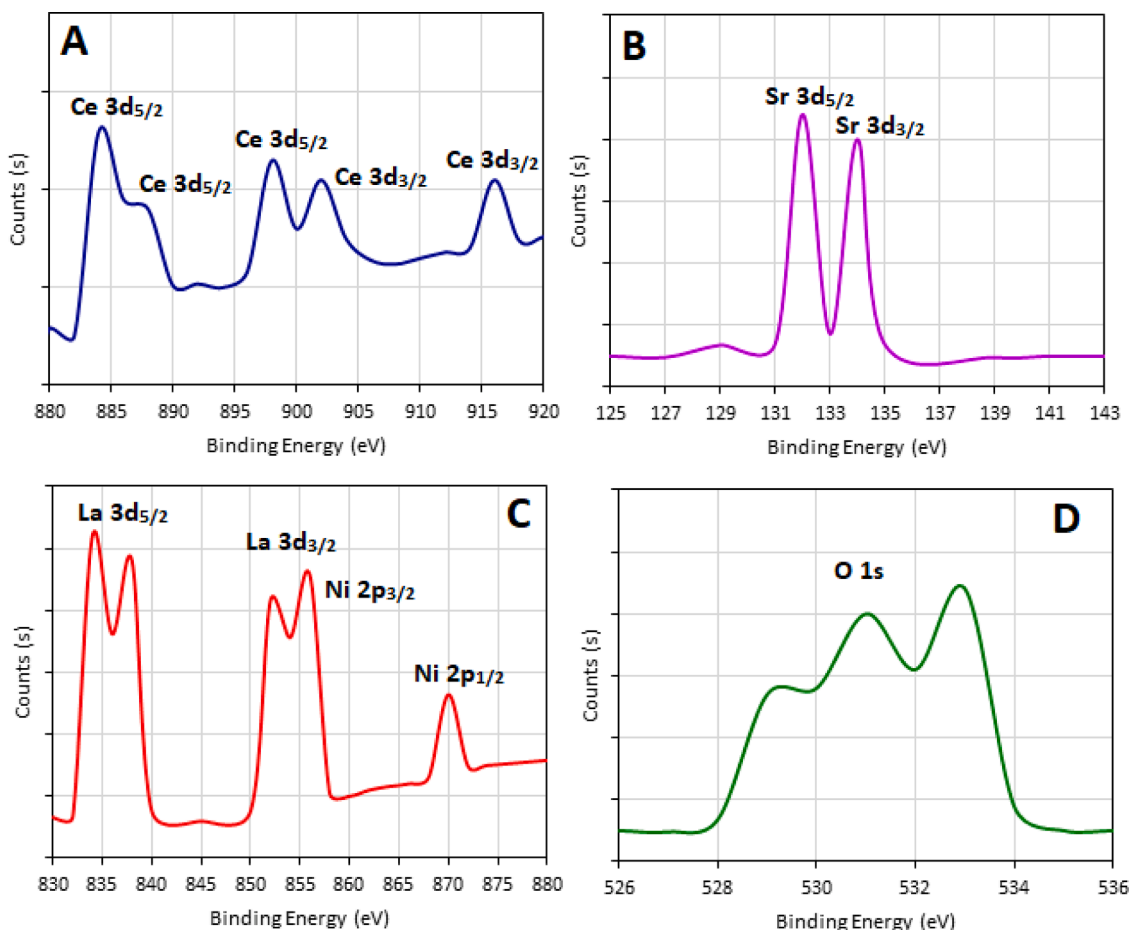 A
Ce 3d5/2
Ce 3d5/2
Ce 3d5/2
Ce 3d3/2
Ce 3d3/2
Counts (s)
880 885 890 895 900 905 910 915 920
Binding Energy (eV)
B
Sr 3d5/2
Sr 3d3/2
Counts (s)
125 127 129 131 133 135 137 139 141 143
Binding Energy (eV)
C
La 3d5/2
La 3d3/2
Ni 2p3/2
Ni 2p1/2
Counts (s)
830 835 840 845 850 855 860 865 870 875 880
Binding Energy (eV)
D
O 1s
Counts (s)
526 528 530 532 534 536
Binding Energy (eV)